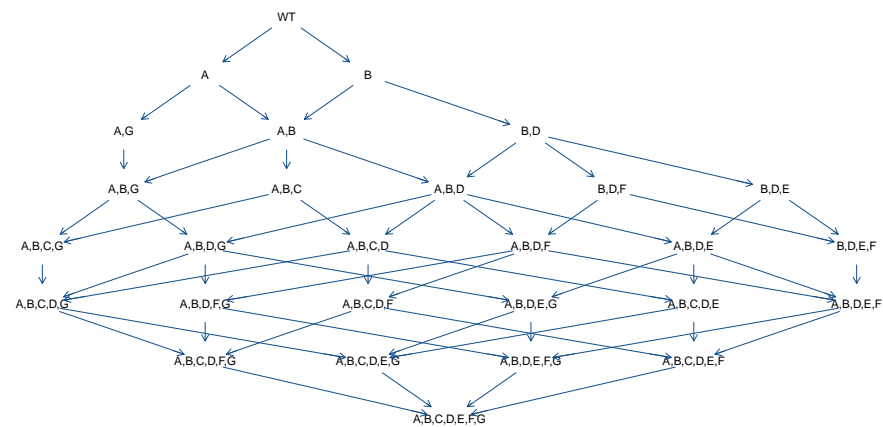 WT
A B
A,G A,B B,D
A,B,G A,B,C A,B,D B,D,F B,D,E
A,B,C,G A,B,D,G A,B,C,D A,B,D,F A,B,D,E B,D,E,F
A,B,C,D,G A,B,D,F,G A,B,C,D,F A,B,D,E,G A,B,C,D,E A,B,D,E,F
A,B,C,D,F,G A,B,C,D,E,G A,B,D,E,F,G A,B,C,D,E,F
A,B,C,D,E,F,G